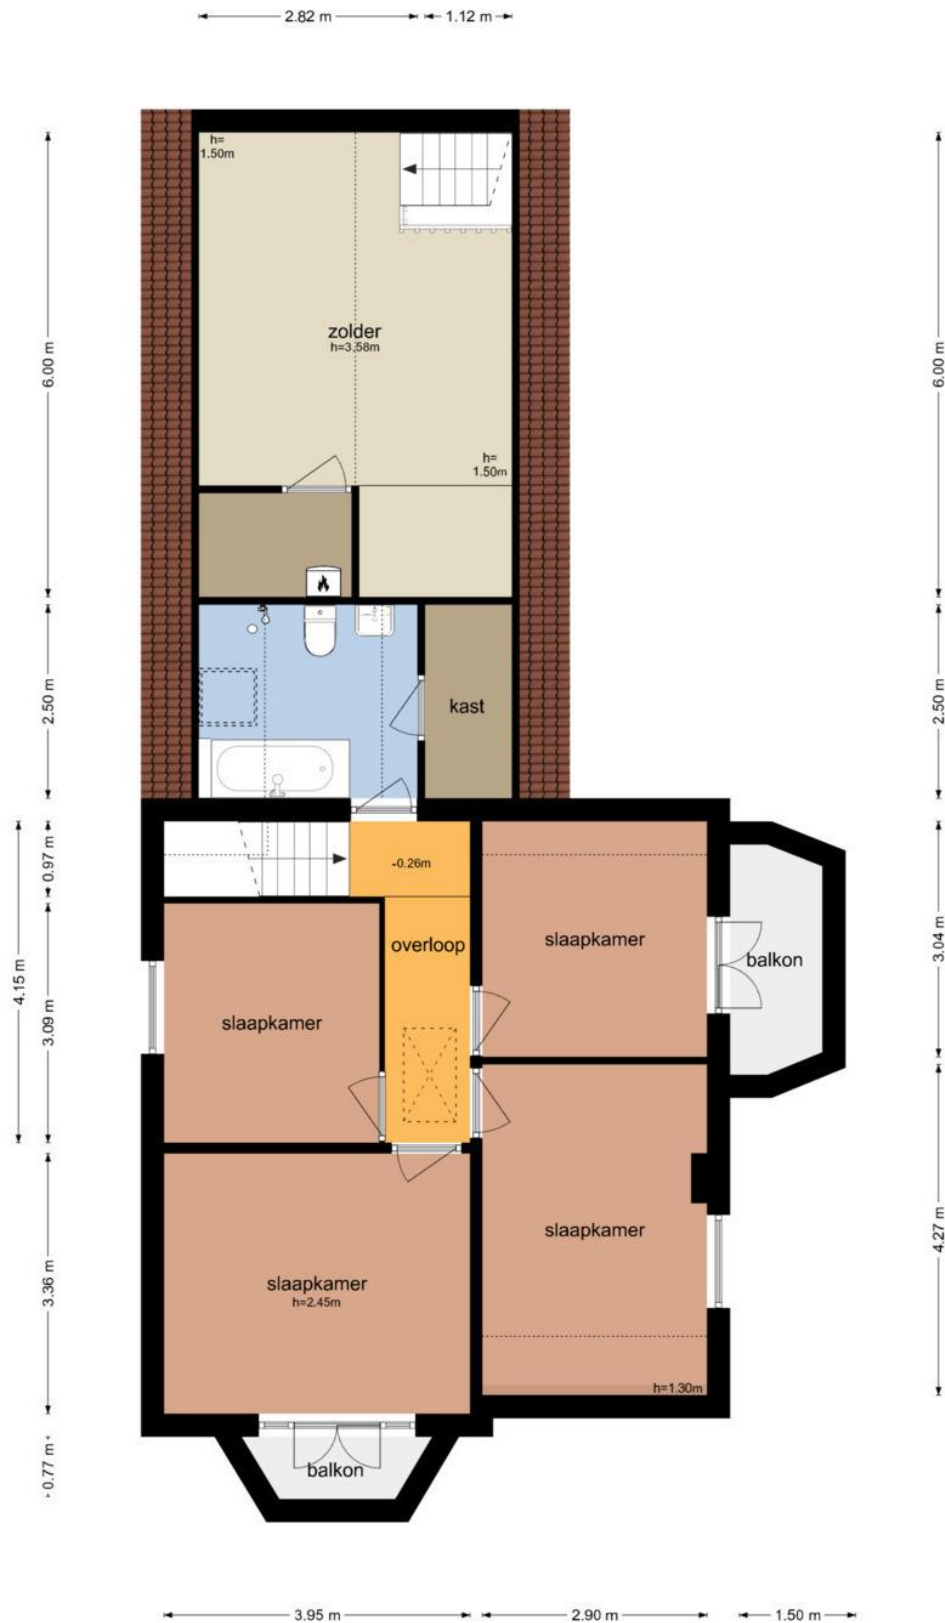 2.82 m
1.12 m
h=
1.50m
zolder
h=3.58m
6.00 m
6.00 m
h=
1.50m
2.50 m
kast
2.50 m
0.97 m
-0.26m
4.15 m
3.09 m
overloop
slaapkamer
3.04 m
balkon
slaapkamer
slaapkamer
4.27 m
3.36 m
slaapkamer
h=2.45m
h=1.30m
0.77 m
balkon
3.95 m
2.90 m
1.50 m